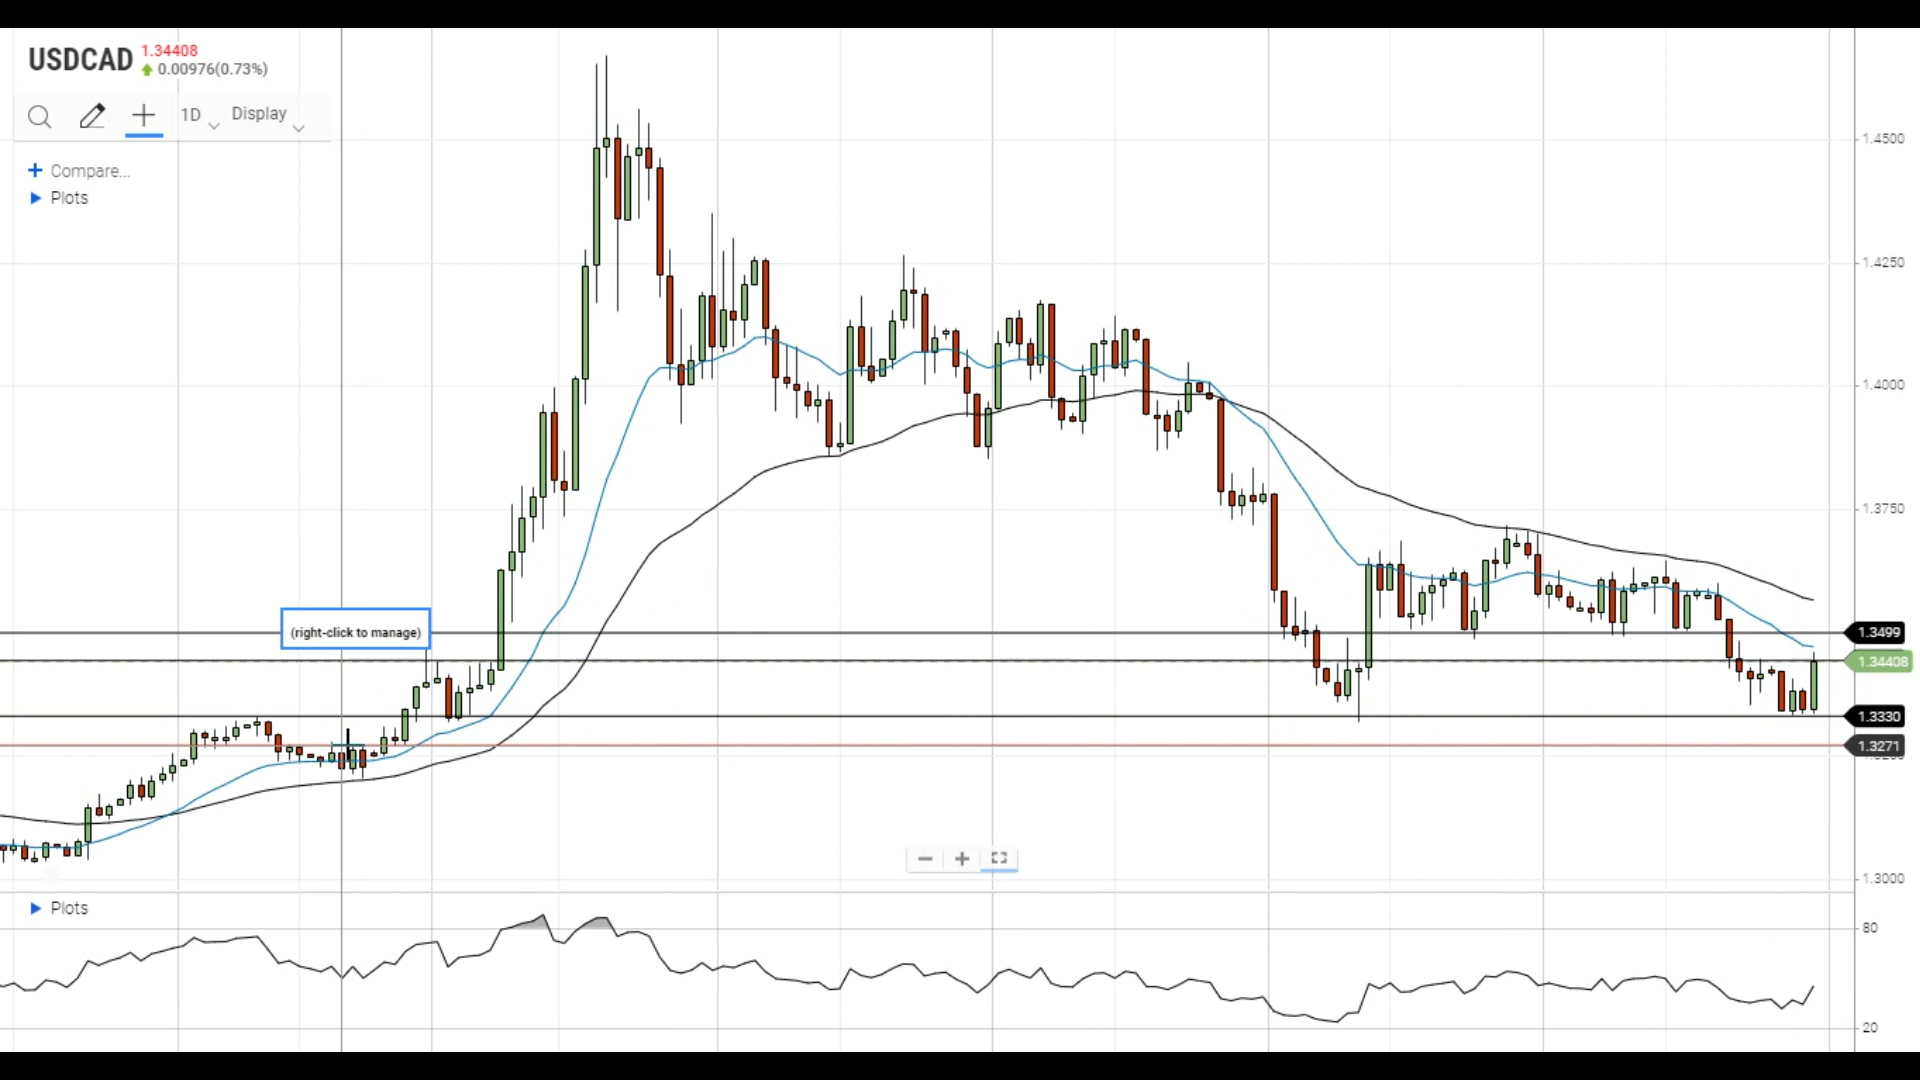 USDCAD 1.34408
0.00976(0.73%)
1D Display
Compare...
Plots
1.4500
1.4250
1.4000
1.3750
(right-click to manage)
1.3499
1.34408
1.3330
1.3271
1.3000
Plots
80
20